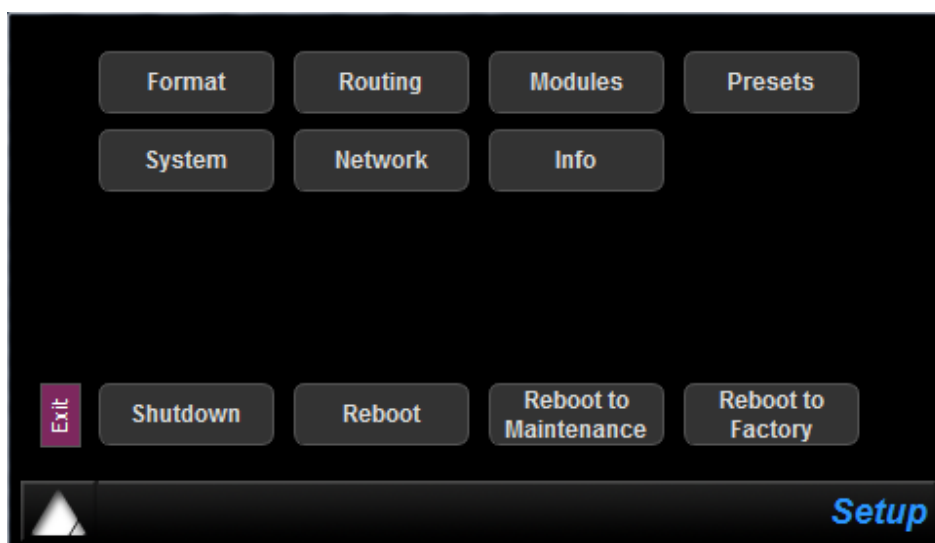 Format
Routing
Modules
Presets
System
Network
Info
Exit
Shutdown
Reboot
Reboot to
Maintenance
Reboot to
Factory
Setup